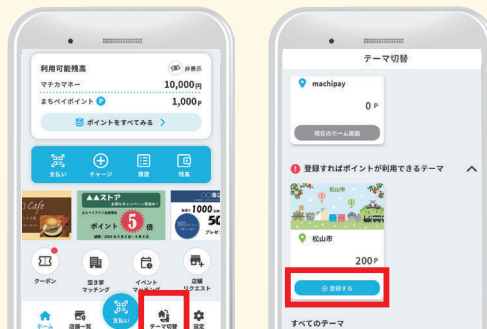 利用可能残高 非表示
マチカマネー 10,000円
まちペイポイント P 1,000P
ポイントをすべてみる >
支払い チャージ 履歴 残高
Cafe
▲▲ストア
ポイント 5 倍
1000
クーポン 空き家マッチング イベントマッチング 店舗リクエスト
ホーム 店舗一覧 支払い テーマ切替 設定
テーマ切替
machipay
0 P
現在のホーム画面
登録すればポイントが利用できるテーマ
松山市
松山市
200P
登録する
すべてのテーマ